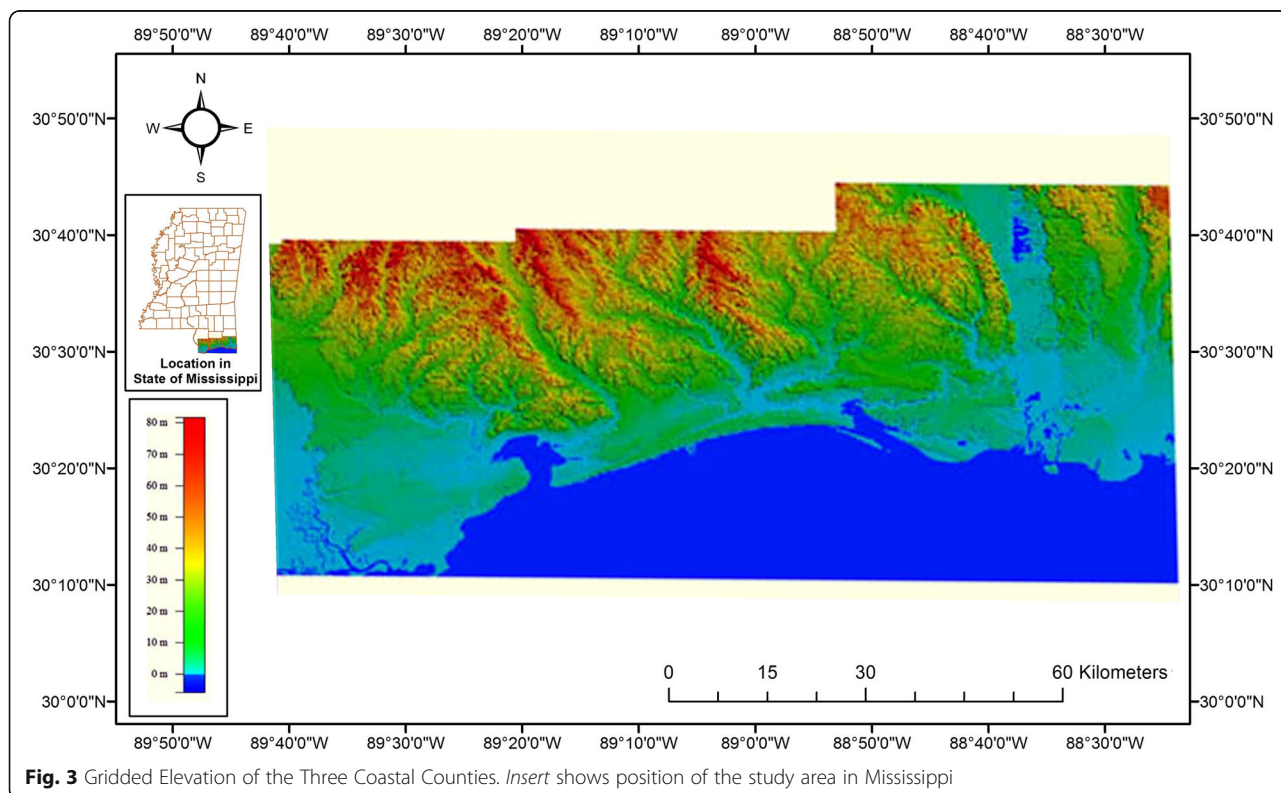 89°50'0"W 89°40'0"W 89°30'0"W 89°20'0"W 89°10'0"W 89°0'0"W 88°50'0"W 88°40'0"W 88°30'0"W
N
W E
S
30°50'0"N 30°50'0"N
30°40'0"N 30°40'0"N
30°30'0"N 30°30'0"N
30°20'0"N 30°20'0"N
30°10'0"N 30°10'0"N
30°0'0"N 30°0'0"N
Location in
State of Mississippi
80 m
70 m
60 m
50 m
40 m
30 m
20 m
10 m
0 m
0 15 30 60 Kilometers
89°50'0"W 89°40'0"W 89°30'0"W 89°20'0"W 89°10'0"W 89°0'0"W 88°50'0"W 88°40'0"W 88°30'0"W
Fig. 3 Gridded Elevation of the Three Coastal Counties. Insert shows position of the study area in Mississippi